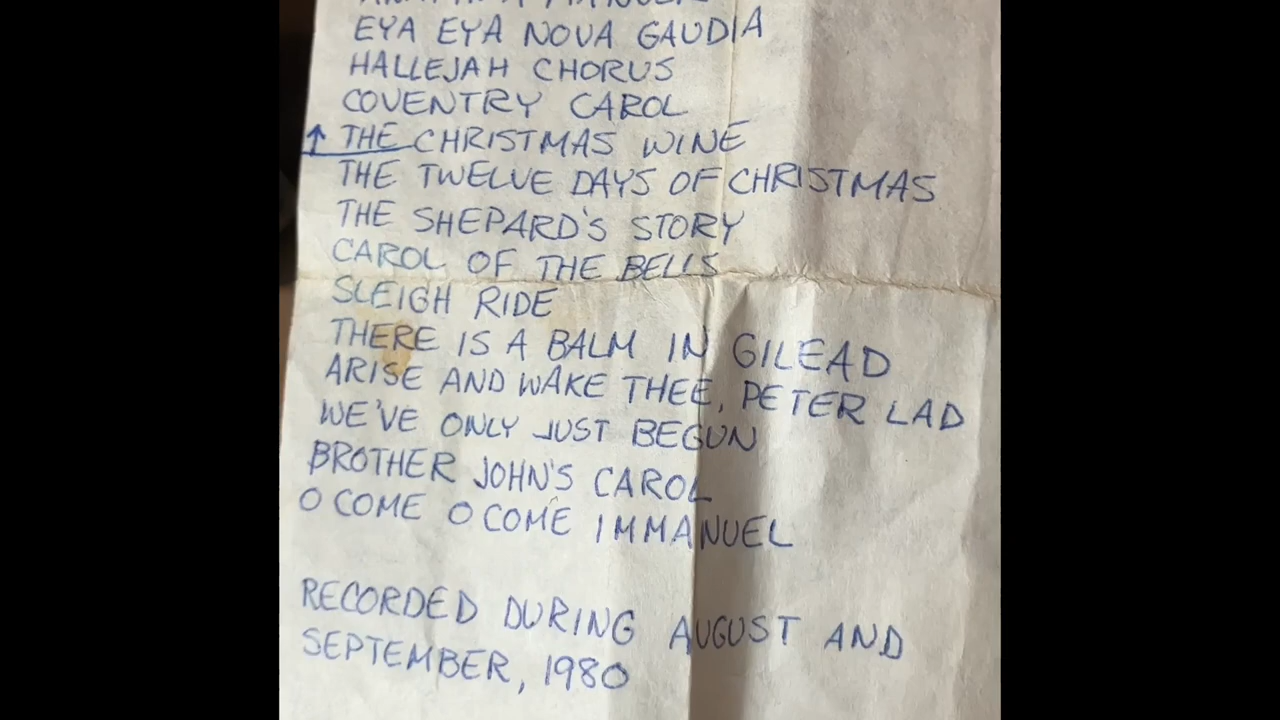 EYA EYA NOVA GAUDIA
HALLEJAH CHORUS
COVENTRY CAROL
↑ THE CHRISTMAS WINE
THE TWELVE DAYS OF CHRISTMAS
THE SHEPARD'S STORY
CAROL OF THE BELLS
SLEIGH RIDE
THERE IS A BALM IN GILEAD
ARISE AND WAKE THEE, PETER LAD
WE'VE ONLY JUST BEGUN
BROTHER JOHN'S CAROL
O COME O COME IMMANUEL
RECORDED DURING AUGUST AND
SEPTEMBER, 1980